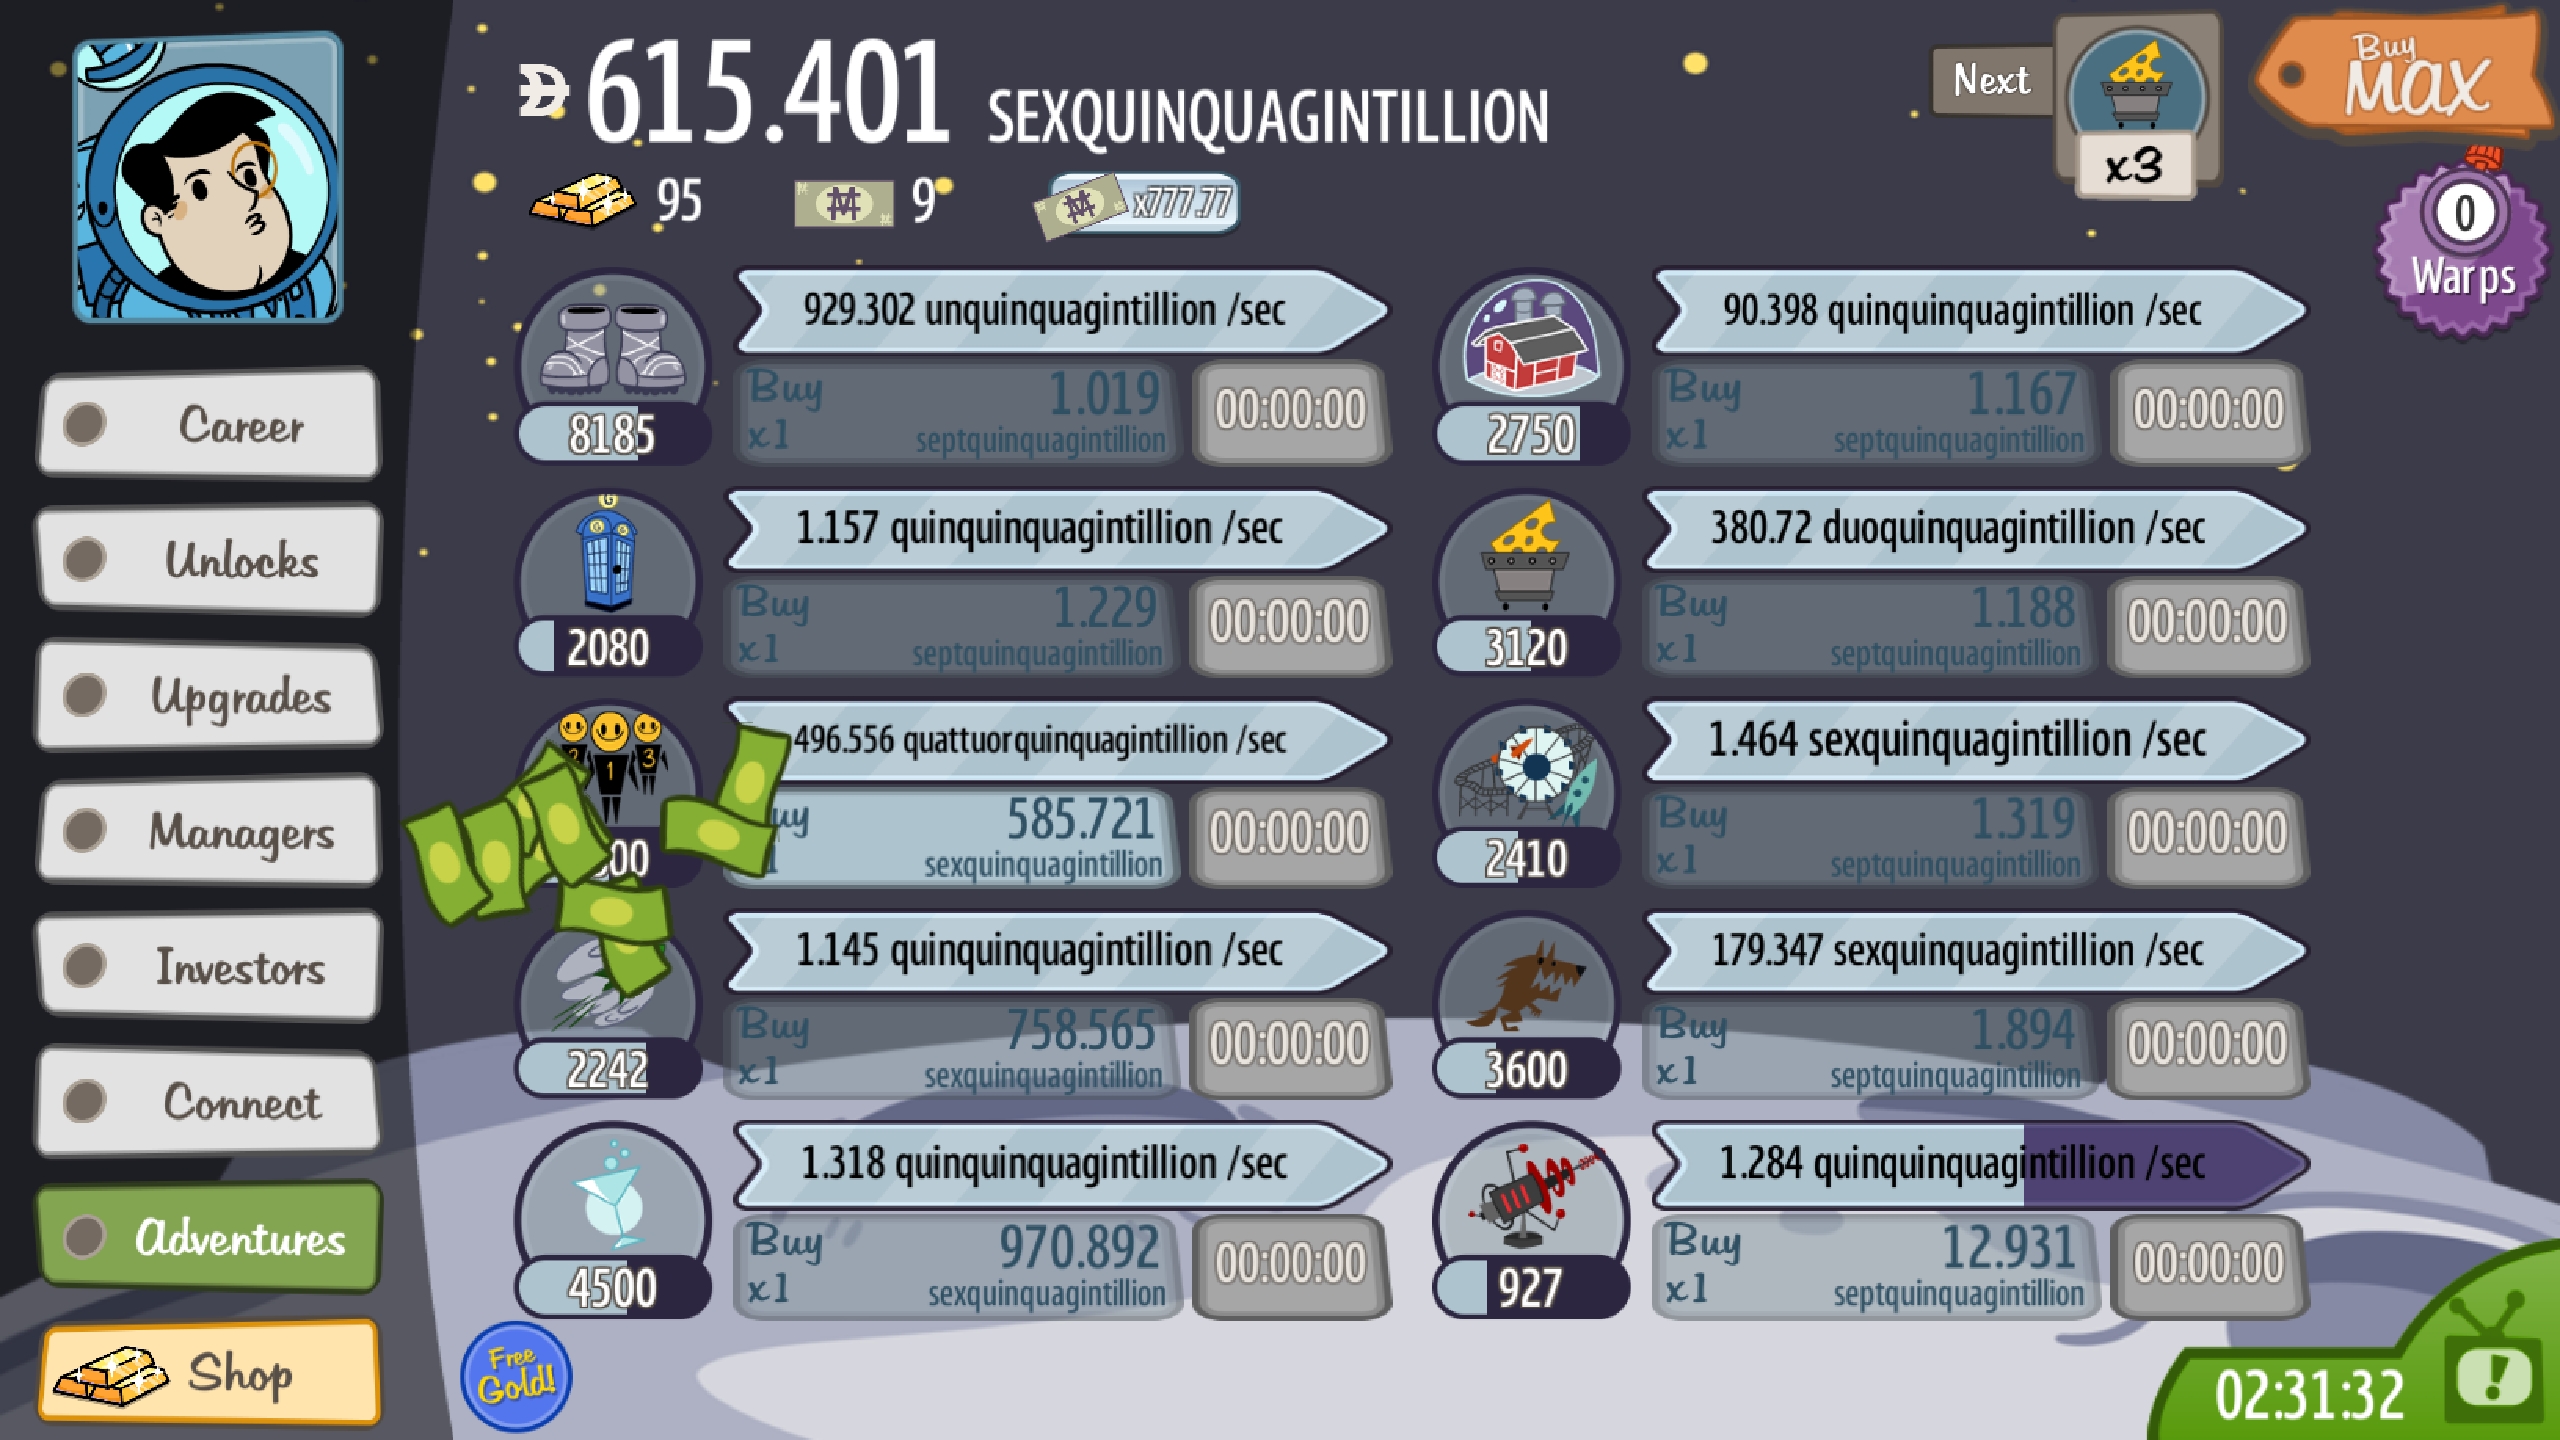 615.401 SEXQUINQUAGINTILLION
95
9
x777.77
Next
x3
Buy
MAX
0
Warps
Career
Unlocks
Upgrades
Managers
Investors
Connect
Adventures
Shop
929.302 unquinquagintillion /sec
8185
Buy
x1
1.019
septquinquagintillion
00:00:00
90.398 quinquinquagintillion /sec
2750
Buy
x1
1.167
septquinquagintillion
00:00:00
1.157 quinquinquagintillion /sec
2080
Buy
x1
1.229
septquinquagintillion
00:00:00
380.72 duoquinquagintillion /sec
3120
Buy
x1
1.188
septquinquagintillion
00:00:00
2 1 3
496.556 quattuorquinquagintillion /sec
585.721
sexquinquagintillion
00:00:00
1.464 sexquinquagintillion /sec
2410
Buy
x1
1.319
septquinquagintillion
00:00:00
1.145 quinquinquagintillion /sec
2242
Buy
x1
758.565
sexquinquagintillion
00:00:00
179.347 sexquinquagintillion /sec
3600
Buy
x1
1.894
septquinquagintillion
00:00:00
1.318 quinquinquagintillion /sec
4500
Buy
x1
970.892
sexquinquagintillion
00:00:00
1.284 quinquinquagintillion /sec
927
Buy
x1
12.931
septquinquagintillion
00:00:00
Free
Gold!
02:31:32
!